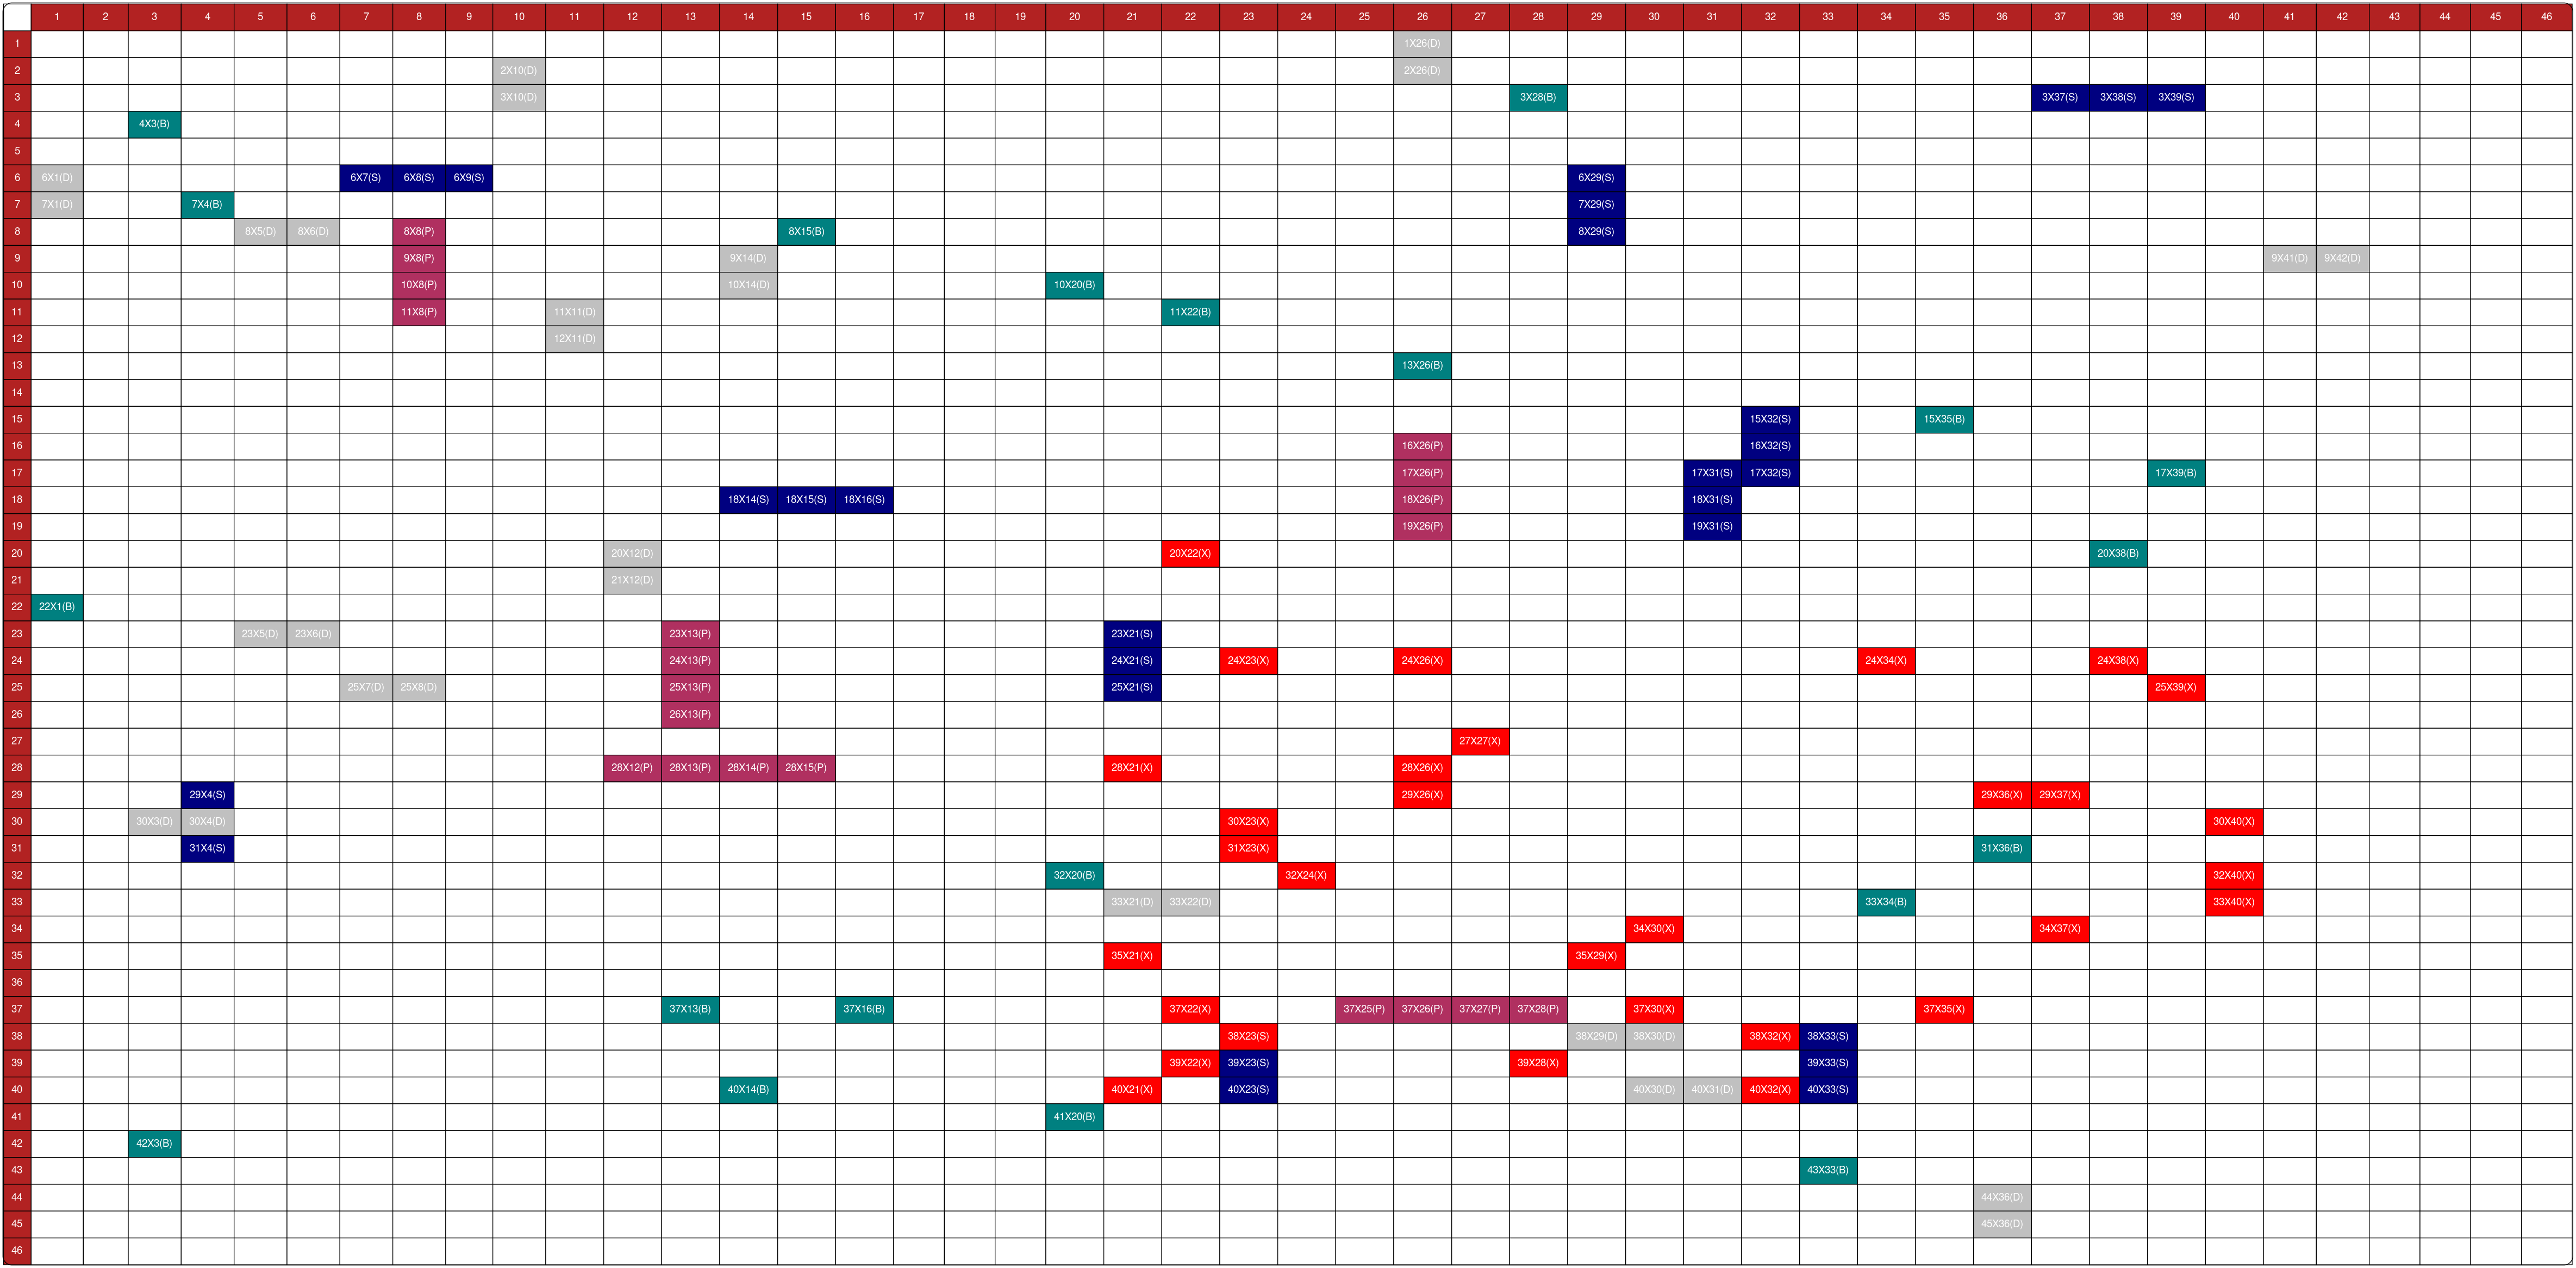 1 2 3 4 5 6 7 8 9 10 11 12 13 14 15 16 17 18 19 20 21 22 23 24 25 26 27 28 29 30 31 32 33 34 35 36 37 38 39 40 41 42 43 44 45 46
1 1X26(D)
2 2X10(D) 2X26(D)
3 3X10(D) 3X28(B) 3X37(S) 3X38(S) 3X39(S)
4 4X3(B)
5
6 6X1(D) 6X7(S) 6X8(S) 6X9(S) 6X29(S)
7 7X1(D) 7X4(B) 7X29(S)
8 8X5(D) 8X6(D) 8X8(P) 8X15(B) 8X29(S)
9 9X8(P) 9X14(D) 9X41(D) 9X42(D)
10 10X8(P) 10X14(D) 10X20(B)
11 11X8(P) 11X11(D) 11X22(B)
12 12X11(D)
13 13X26(B)
14
15 15X32(S) 15X35(B)
16 16X26(P) 16X32(S)
17 17X26(P) 17X31(S) 17X32(S) 17X39(B)
18 18X14(S) 18X15(S) 18X16(S) 18X26(P) 18X31(S)
19 19X26(P) 19X31(S)
20 20X12(D) 20X22(X) 20X38(B)
21 21X12(D)
22 22X1(B)
23 23X5(D) 23X6(D) 23X13(P) 23X21(S)
24 24X13(P) 24X21(S) 24X23(X) 24X26(X) 24X34(X) 24X38(X)
25 25X7(D) 25X8(D) 25X13(P) 25X21(S) 25X39(X)
26 26X13(P)
27 27X27(X)
28 28X12(P) 28X13(P) 28X14(P) 28X15(P) 28X21(X) 28X26(X)
29 29X4(S) 29X26(X) 29X36(X) 29X37(X)
30 30X3(D) 30X4(D) 30X23(X) 30X40(X)
31 31X4(S) 31X23(X) 31X36(B)
32 32X20(B) 32X24(X) 32X40(X)
33 33X21(D) 33X22(D) 33X34(B) 33X40(X)
34 34X30(X) 34X37(X)
35 35X21(X) 35X29(X)
36
37 37X13(B) 37X16(B) 37X22(X) 37X25(P) 37X26(P) 37X27(P) 37X28(P) 37X30(X) 37X35(X)
38 38X23(S) 38X29(D) 38X30(D) 38X32(X) 38X33(S)
39 39X22(X) 39X23(S) 39X28(X) 39X33(S)
40 40X14(B) 40X21(X) 40X23(S) 40X30(D) 40X31(D) 40X32(X) 40X33(S)
41 41X20(B)
42 42X3(B)
43 43X33(B)
44 44X36(D)
45 45X36(D)
46